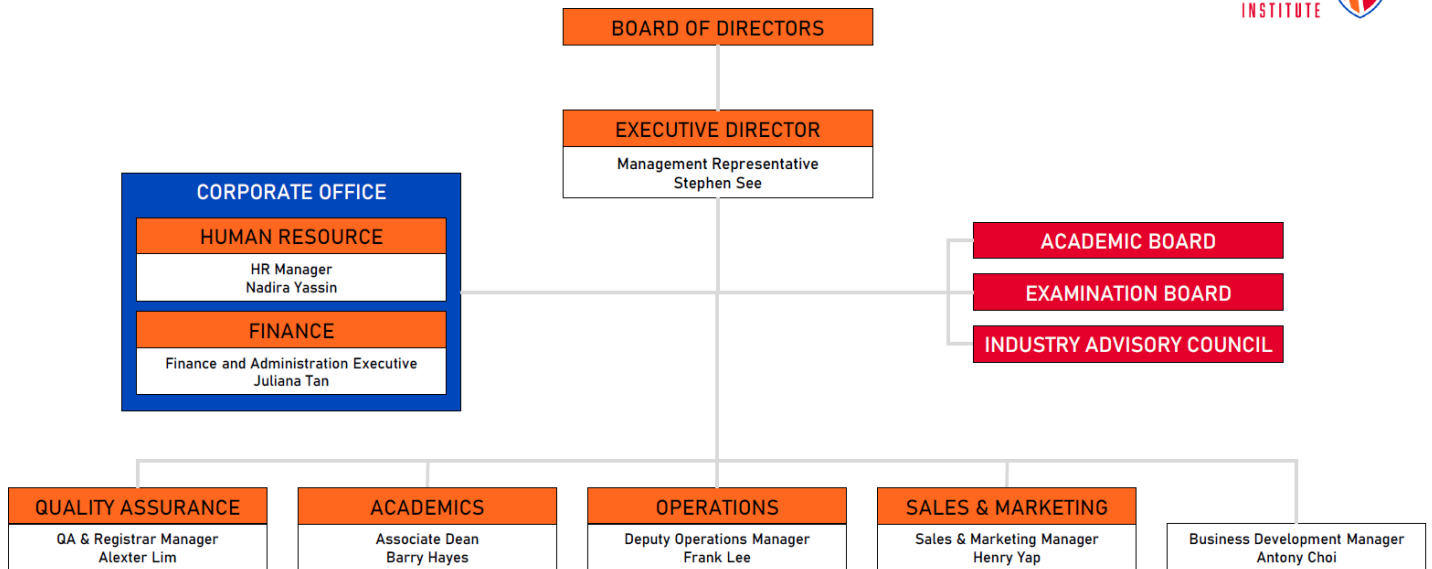 INSTITUTE
BOARD OF DIRECTORS
EXECUTIVE DIRECTOR
Management Representative
Stephen See
CORPORATE OFFICE
HUMAN RESOURCE
HR Manager
Nadira Yassin
FINANCE
Finance and Administration Executive
Juliana Tan
ACADEMIC BOARD
EXAMINATION BOARD
INDUSTRY ADVISORY COUNCIL
QUALITY ASSURANCE
QA & Registrar Manager
Alexter Lim
ACADEMICS
Associate Dean
Barry Hayes
OPERATIONS
Deputy Operations Manager
Frank Lee
SALES & MARKETING
Sales & Marketing Manager
Henry Yap
Business Development Manager
Antony Choi